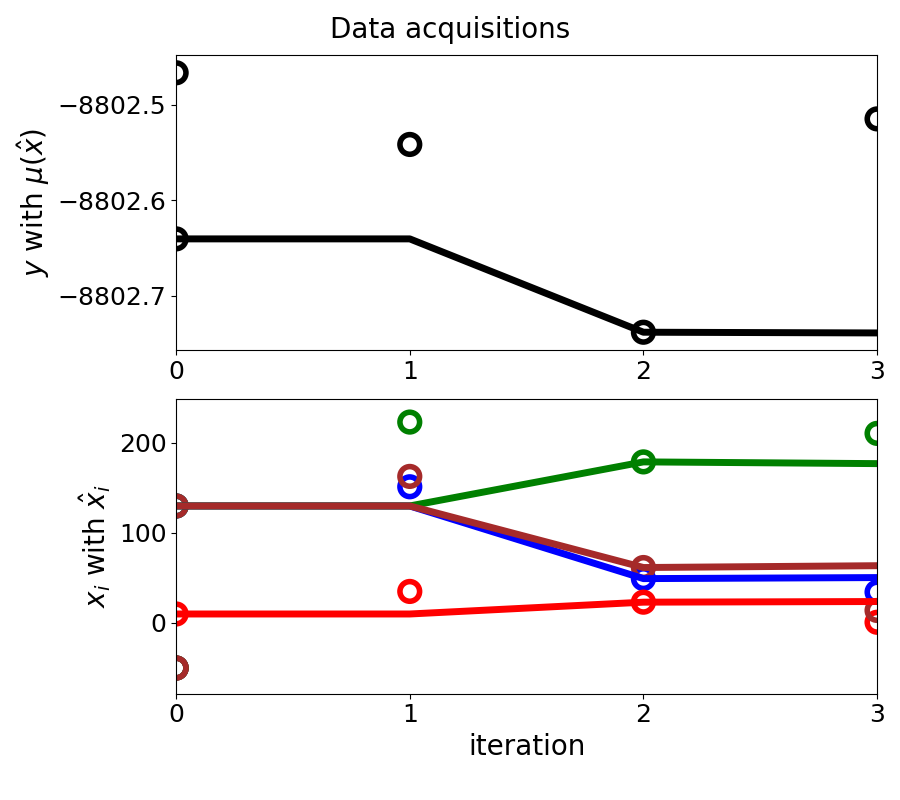 Data acquisitions
y with μ(x̂)
−8802.5
−8802.6
−8802.7
0 1 2 3
x_i with x̂_i
200
100
0
0 1 2 3
iteration